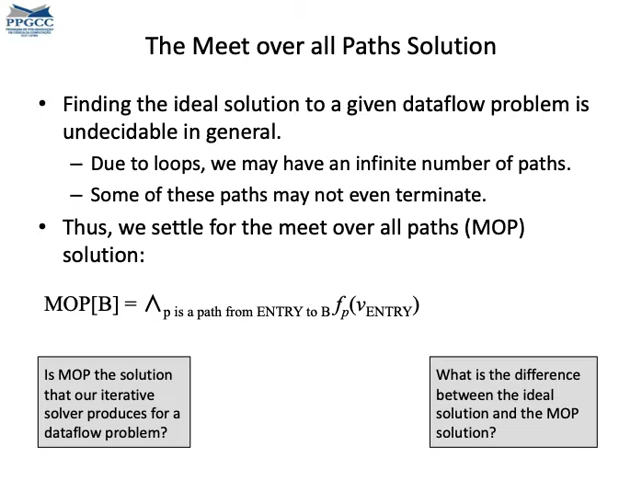 PPGCC
The Meet over all Paths Solution
• Finding the ideal solution to a given dataflow problem is
undecidable in general.
– Due to loops, we may have an infinite number of paths.
– Some of these paths may not even terminate.
• Thus, we settle for the meet over all paths (MOP)
solution:
MOP[B] = ∧p is a path from ENTRY to B fp(vENTRY)
Is MOP the solution
that our iterative
solver produces for a
dataflow problem?
What is the difference
between the ideal
solution and the MOP
solution?